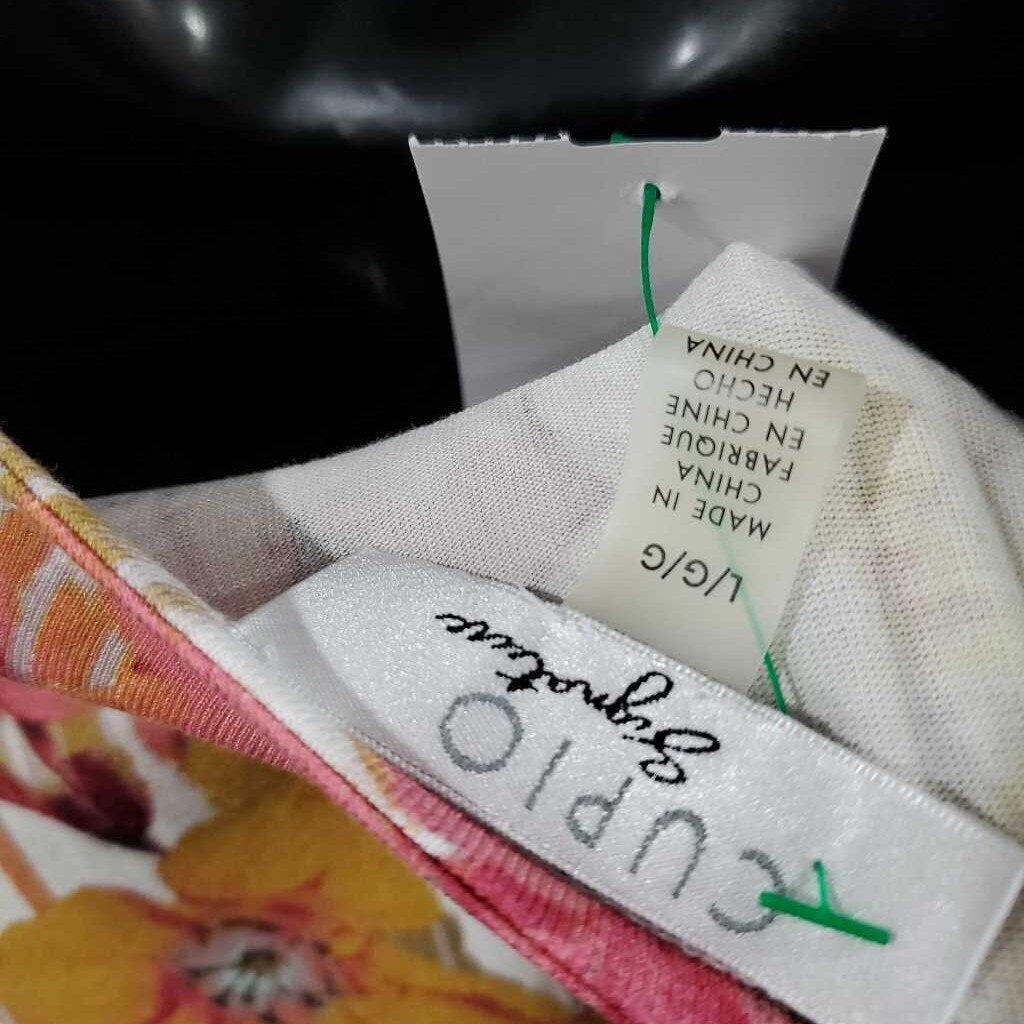 CUPIO
Signature
L/G/G
MADE IN
CHINA
FABRIQUE
EN CHINE
HECHO
EN CHINA